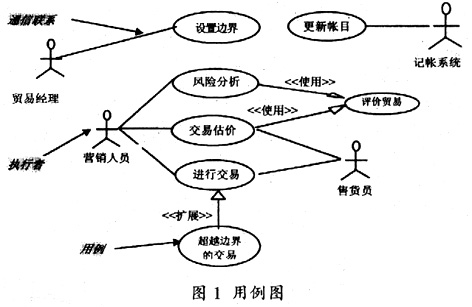 通信联系
设置边界
更新帐目
贸易经理
记帐系统
风险分析
<<使用>>
评价贸易
<<使用>>
交易估价
执行者
营销人员
进行交易
售货员
<<扩展>>
用例
超越边界
的交易
图 1 用例图